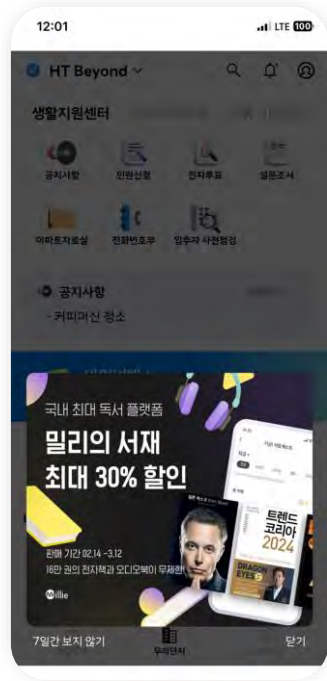 12:01
LTE 100
HT Beyond
생활지원센터
공지사항 민원신청 전자투표 설문조사
아파트자료실 전화번호부 입주자 사전점검
공지사항
- 커피머신 청소
국내 최대 독서 플랫폼
밀리의 서재
최대 30% 할인
판매 기간 02.14 ~3.12
16만 권의 전자책과 오디오북이 무제한
Millie
트렌드
코리아
2024
DRAGON
EYES
7일간 보지 않기
우리단지
닫기